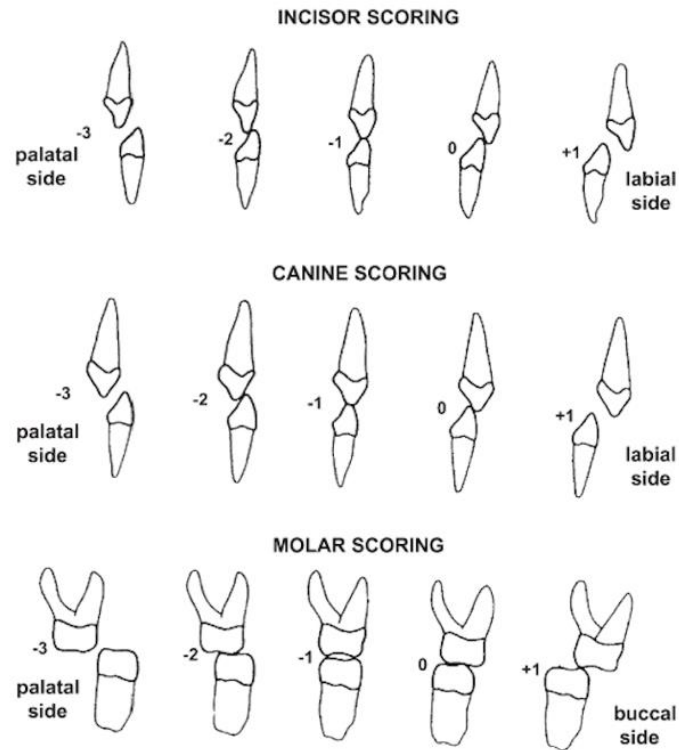 INCISOR SCORING
-3 -2 -1 0 +1
palatal
side
labial
side
CANINE SCORING
-3 -2 -1 0 +1
palatal
side
labial
side
MOLAR SCORING
-3 -2 -1 0 +1
palatal
side
buccal
side